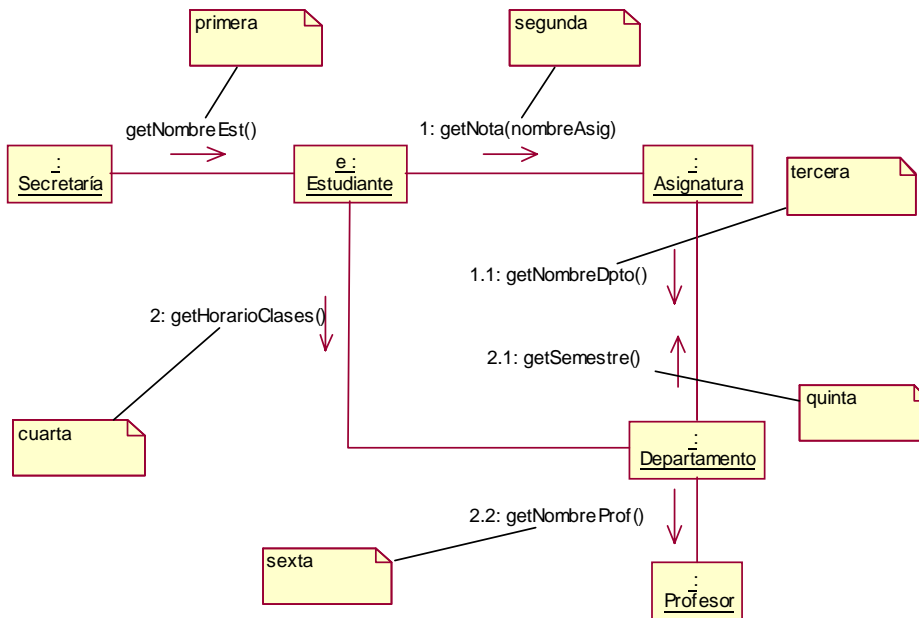 primera
segunda
getNombreEst()
1: getNota(nombreAsig)
:
Secretaría
e :
Estudiante
:
Asignatura
tercera
1.1: getNombreDpto()
2: getHorarioClases()
2.1: getSemestre()
quinta
cuarta
:
Departamento
2.2: getNombreProf()
sexta
:
Profesor